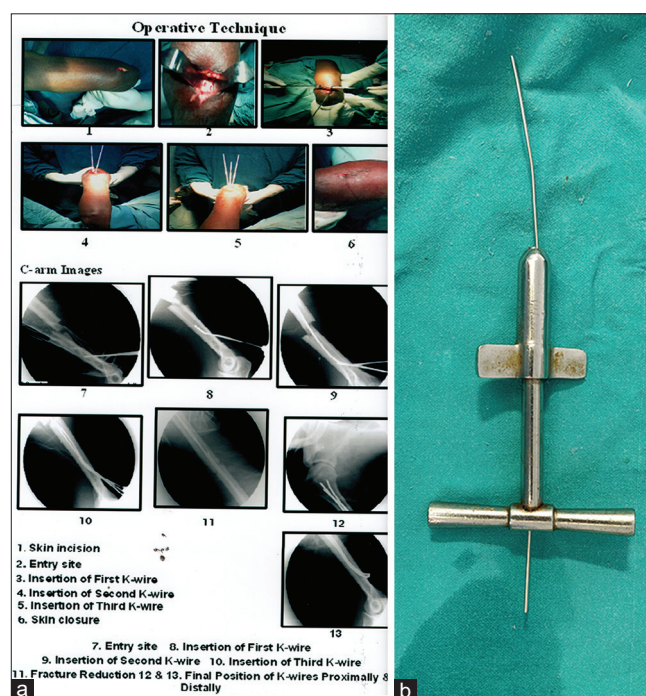 Operative Technique
1
2
3
4
5
6
C-arm Images
7
8
9
10
11
12
13
1. Skin incision
2. Entry site
3. Insertion of First K-wire
4. Insertion of Second K-wire
5. Insertion of Third K-wire
6. Skin closure
7. Entry site 8. Insertion of First K-wire
9. Insertion of Second K-wire 10. Insertion of Third K-wire
11. Fracture Reduction 12 & 13. Final Position of K-wires Proximally &
Distally
a
b